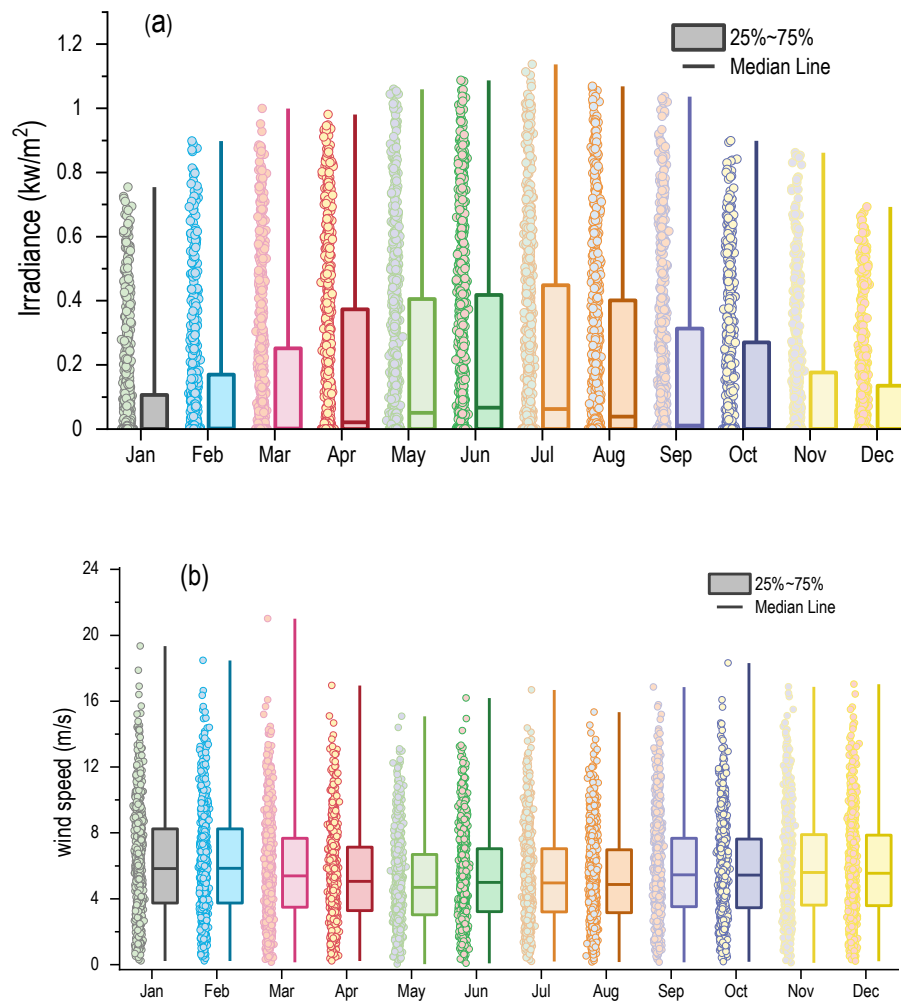 (a)
25%~75%
Median Line
Irradiance (kw/m²)
1.2
1
0.8
0.6
0.4
0.2
0
Jan Feb Mar Apr May Jun Jul Aug Sep Oct Nov Dec
(b)
25%~75%
Median Line
wind speed (m/s)
24
20
16
12
8
4
0
Jan Feb Mar Apr May Jun Jul Aug Sep Oct Nov Dec